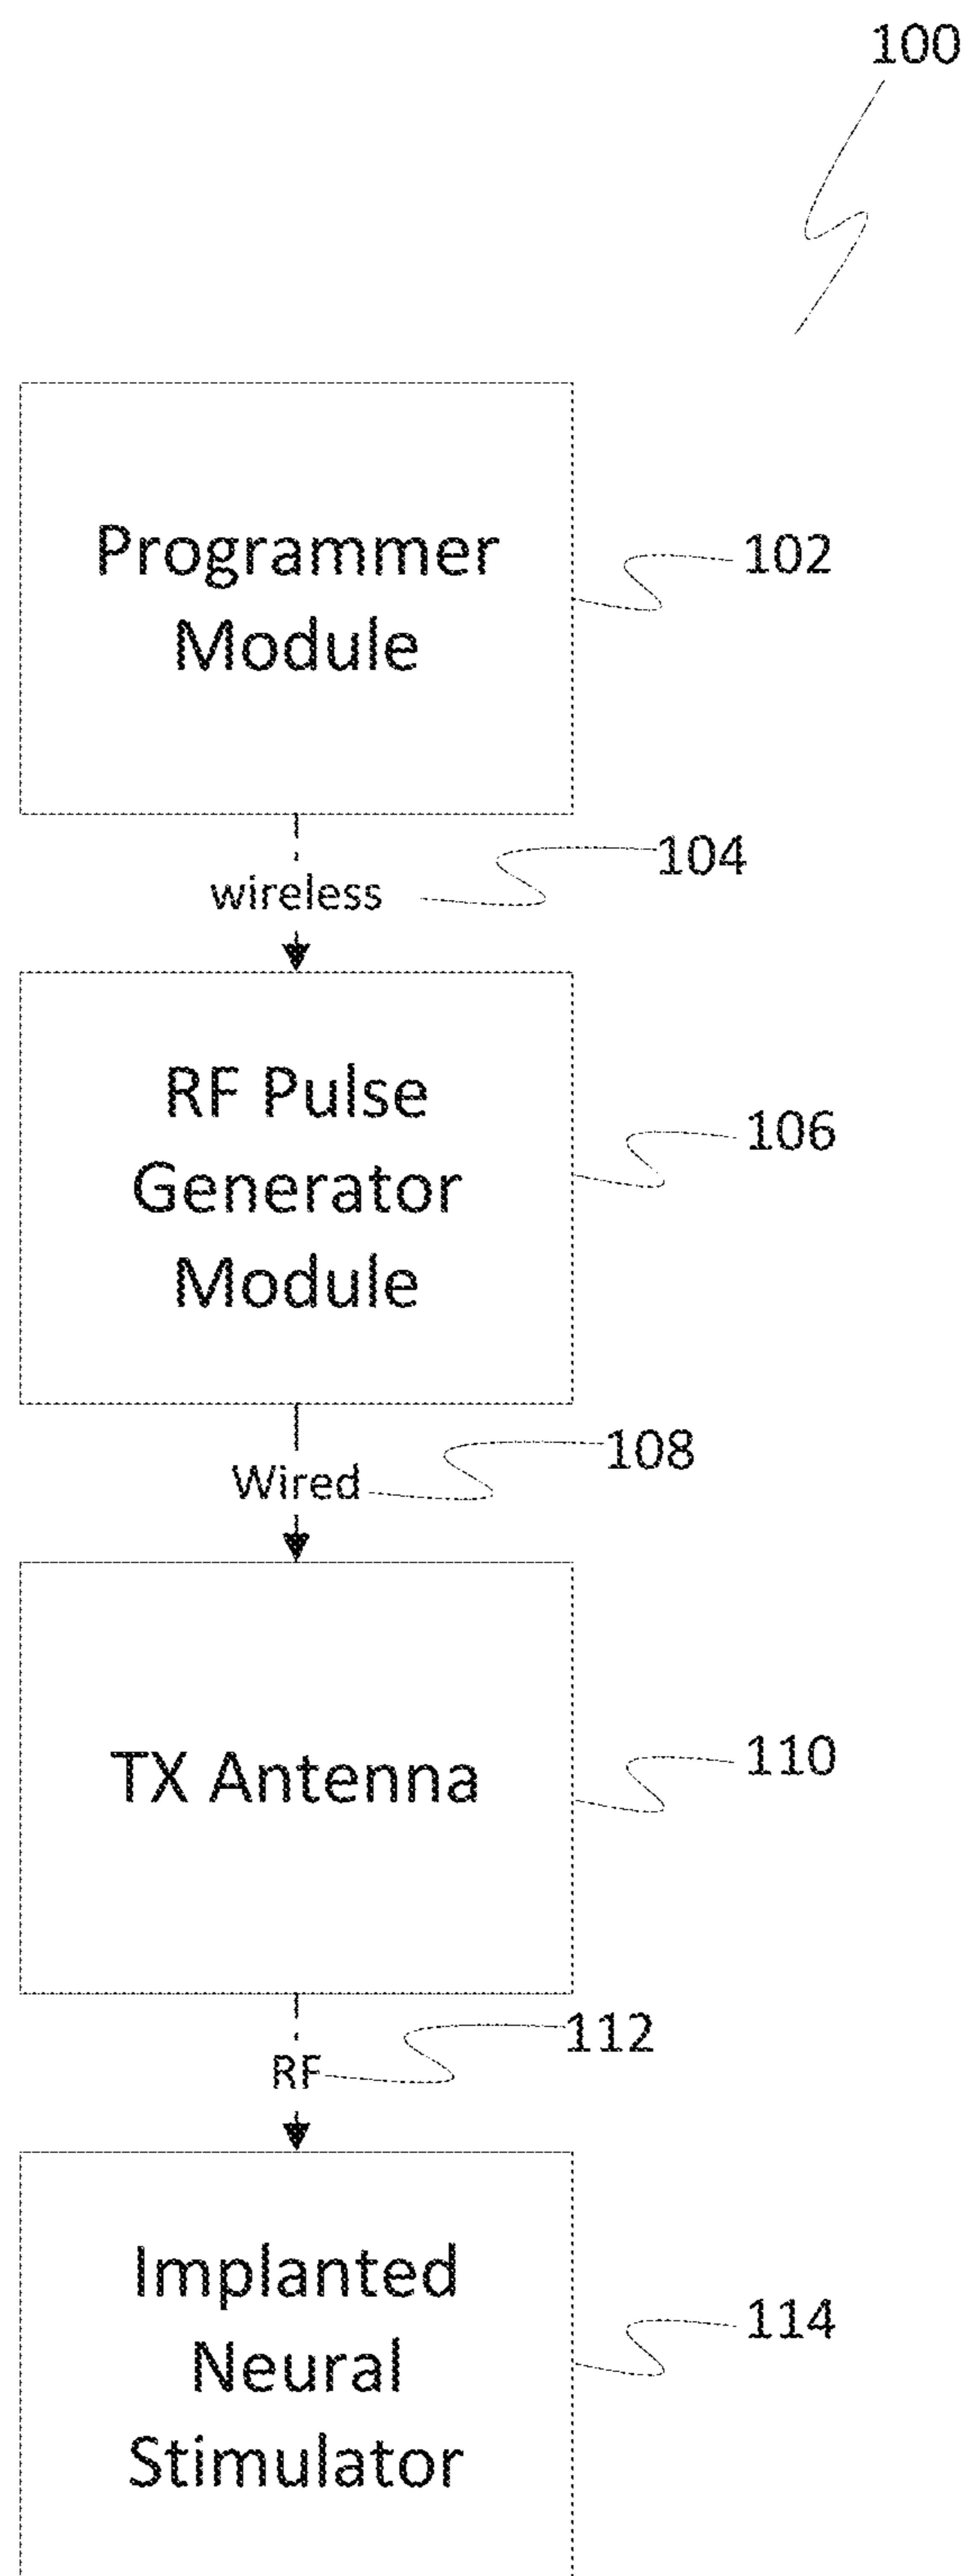 100
Programmer
Module
102
104
wireless
RF Pulse
Generator
Module
106
108
Wired
TX Antenna
110
112
RF
Implanted
Neural
Stimulator
114